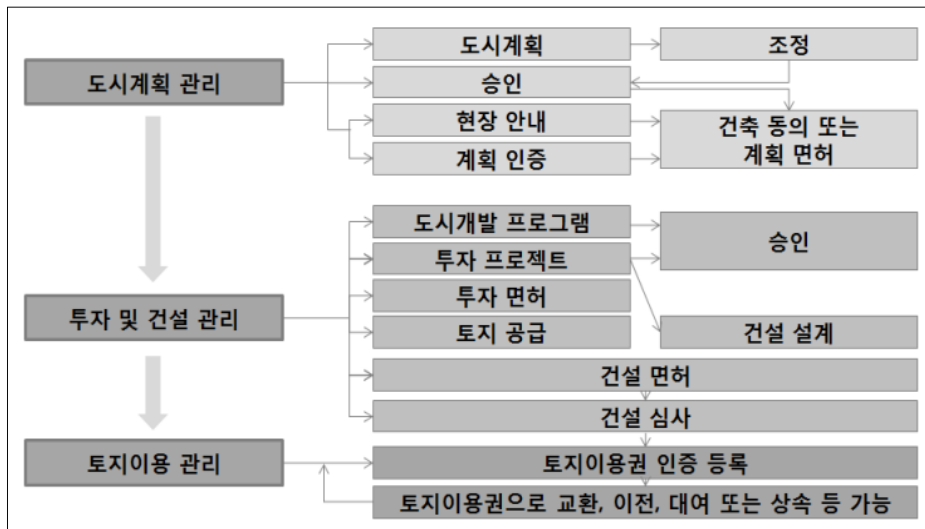 도시계획 관리
도시계획
조정
승인
현장 안내
계획 인증
건축 동의 또는
계획 면허
투자 및 건설 관리
도시개발 프로그램
투자 프로젝트
승인
투자 면허
토지 공급
건설 설계
건설 면허
건설 심사
토지이용 관리
토지이용권 인증 등록
토지이용권으로 교환, 이전, 대여 또는 상속 등 가능